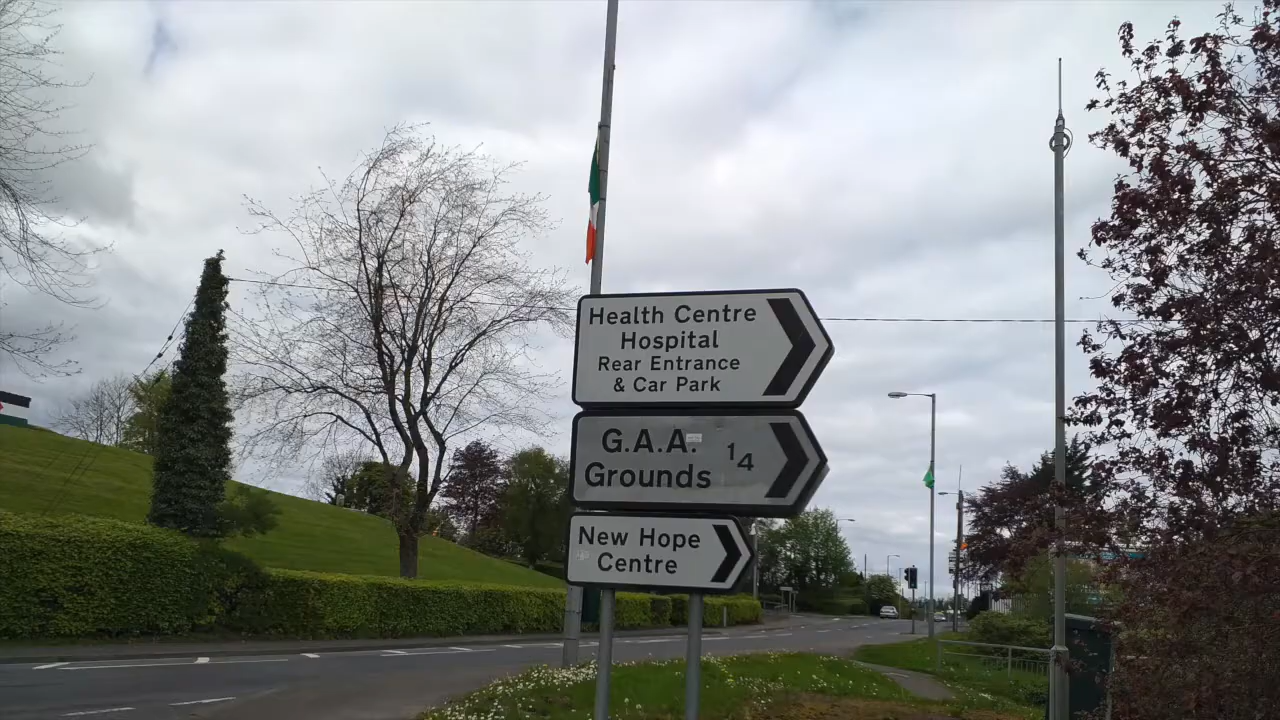 Health Centre
Hospital
Rear Entrance
& Car Park
G.A.A.
Grounds 1/4
New Hope
Centre